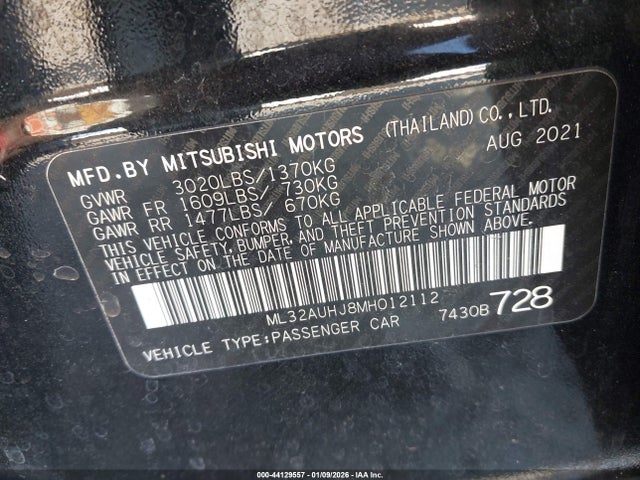 MFD.BY MITSUBISHI MOTORS (THAILAND) CO., LTD.
AUG 2021
GVWR 3020LBS/1370KG
GAWR FR 1609LBS/ 730KG
GAWR RR 1477LBS/ 670KG
THIS VEHICLE CONFORMS TO ALL APPLICABLE FEDERAL MOTOR
VEHICLE SAFETY, BUMPER, AND THEFT PREVENTION STANDARDS
IN EFFECT ON THE DATE OF MANUFACTURE SHOWN ABOVE.
ML32AUHJ8MH012112
VEHICLE TYPE:PASSENGER CAR 7430B 728
000-44129557 - 01/09/2026 - IAA Inc.